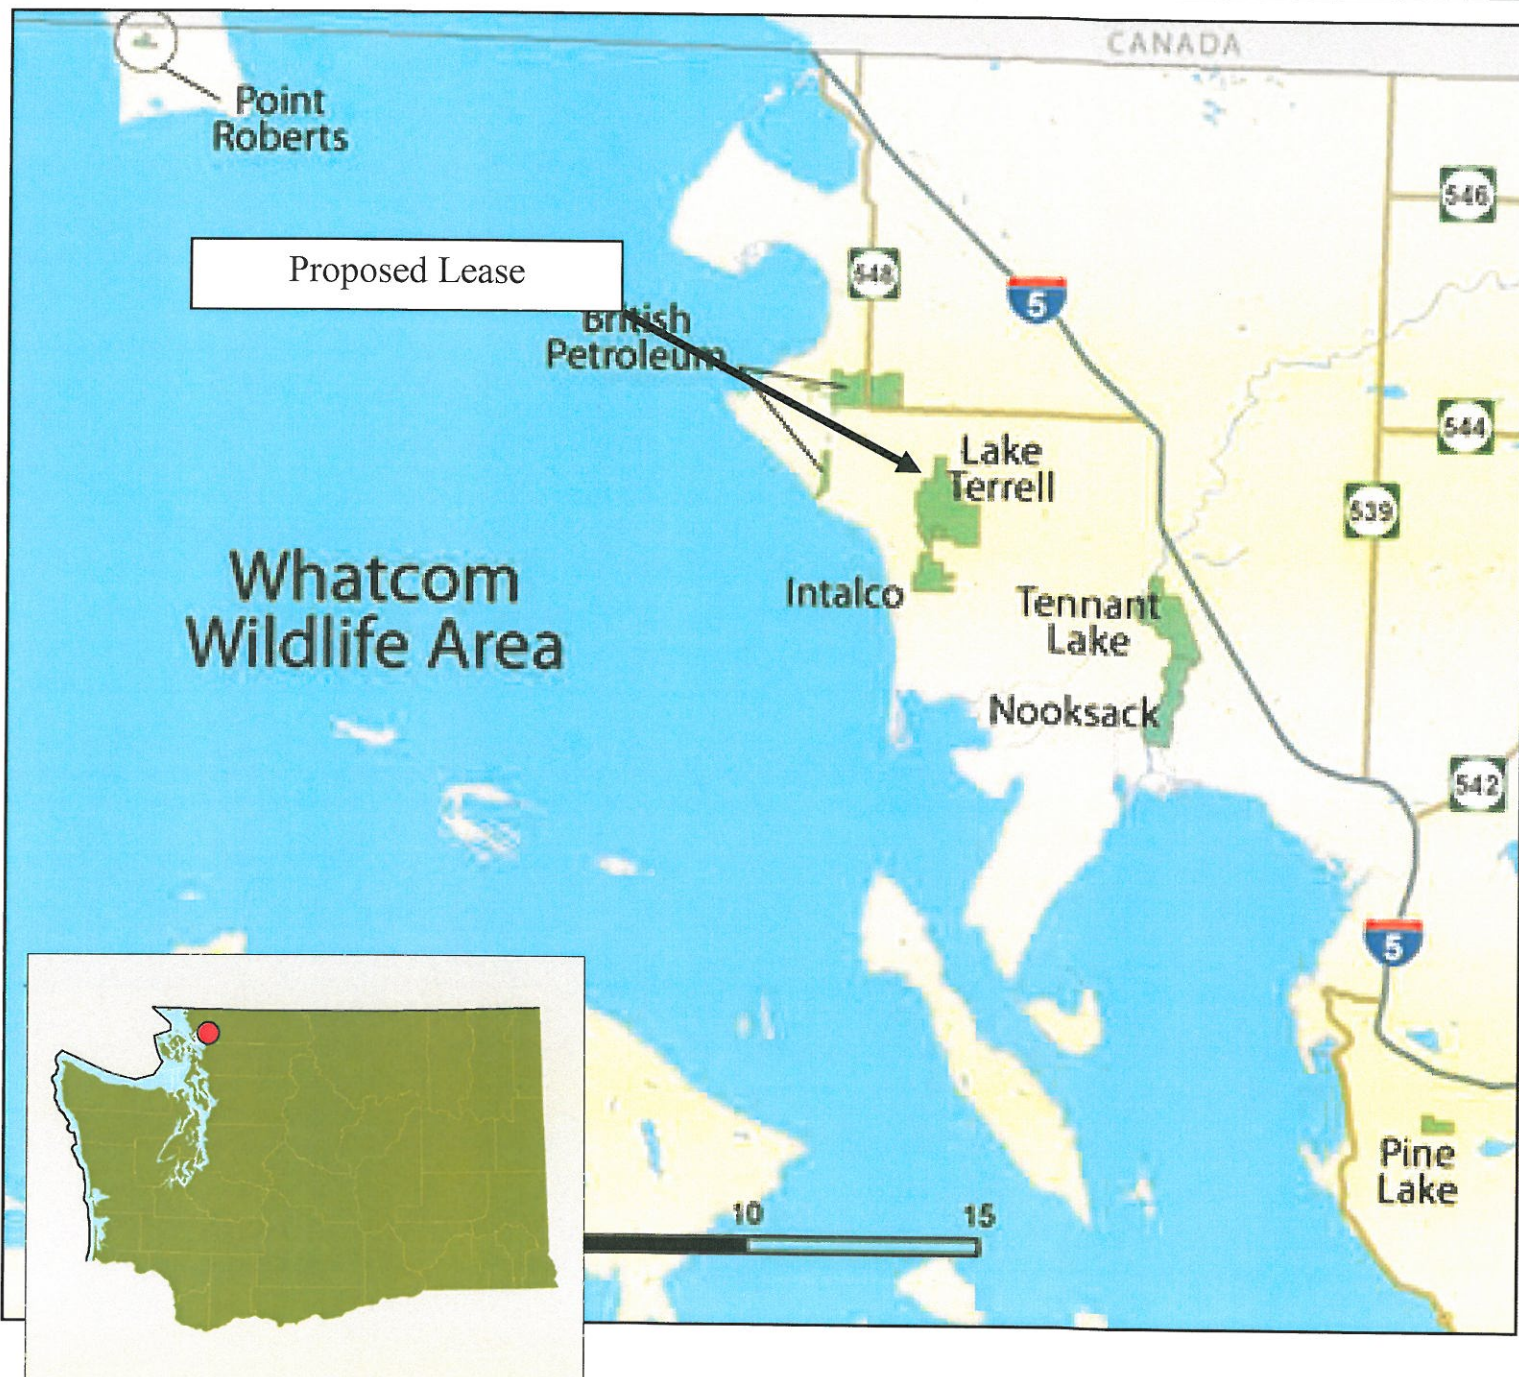 CANADA
Point
Roberts
546
Proposed Lease
548
5
British
Petroleum
544
Lake
Terrell
539
Whatcom
Wildlife Area
Intalco
Tennant
Lake
Nooksack
542
5
Pine
Lake
10
15